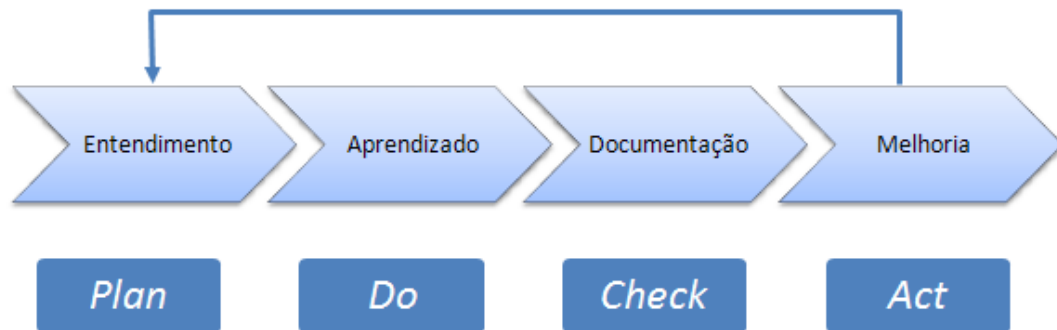 Entendimento
Aprendizado
Documentação
Melhoria
Plan
Do
Check
Act